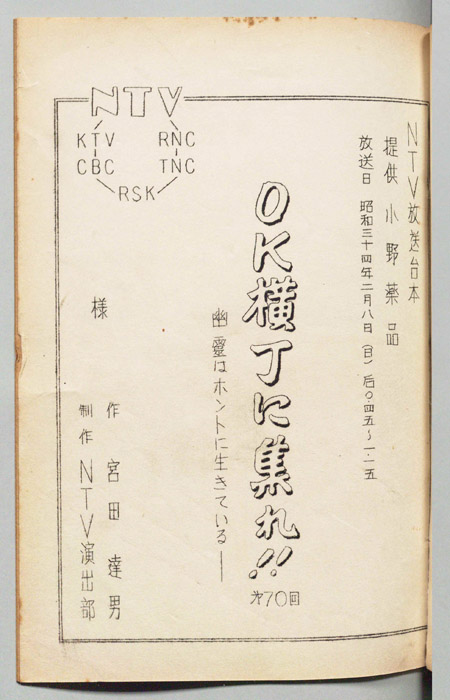 NTV放送台本
提供 小野薬品
放送日 昭和三十四年二月八日(日)后0.四五〜一.一五
OK横丁に集れ!!
㐧70回
幽霊はホントに生きている——
NTV
KTV RNC
CBC TNC
RSK
様
作 宮田達男
制作 NTV演出部